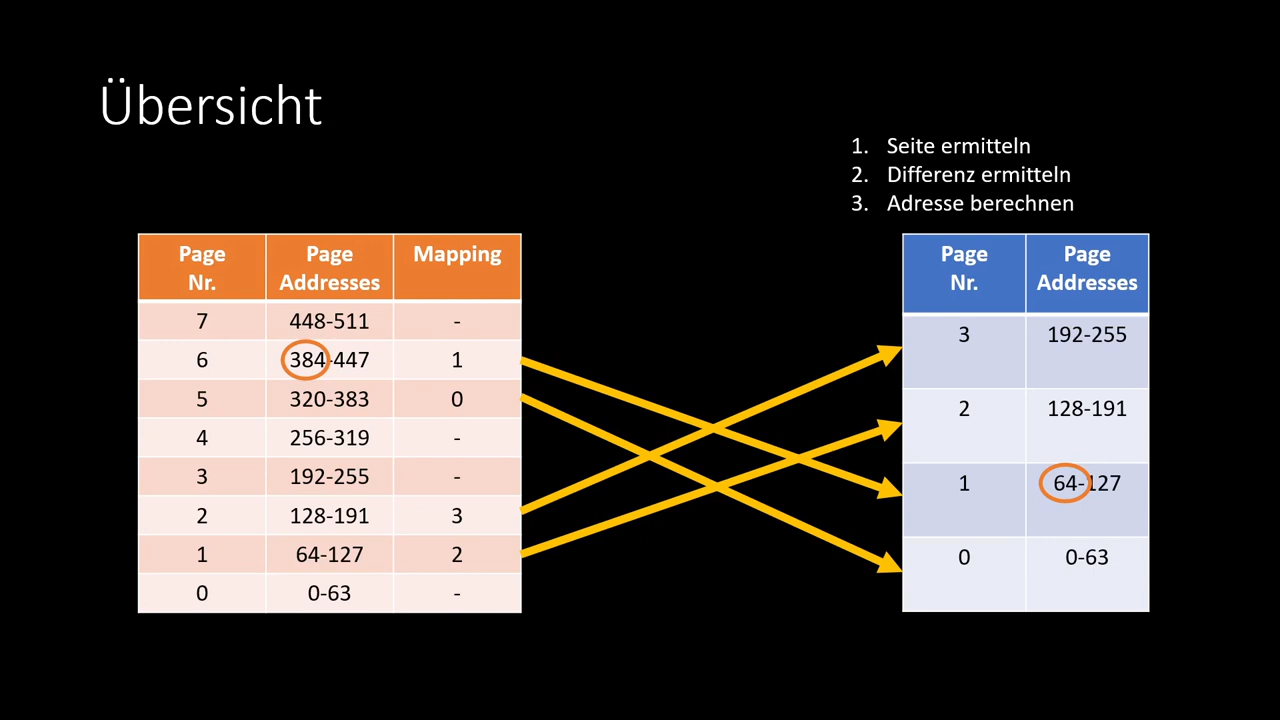 Übersicht
1. Seite ermitteln
2. Differenz ermitteln
3. Adresse berechnen
Page Nr. Page Addresses Mapping
7 448-511 -
6 384-447 1
5 320-383 0
4 256-319 -
3 192-255 -
2 128-191 3
1 64-127 2
0 0-63 -
Page Nr. Page Addresses
3 192-255
2 128-191
1 64-127
0 0-63